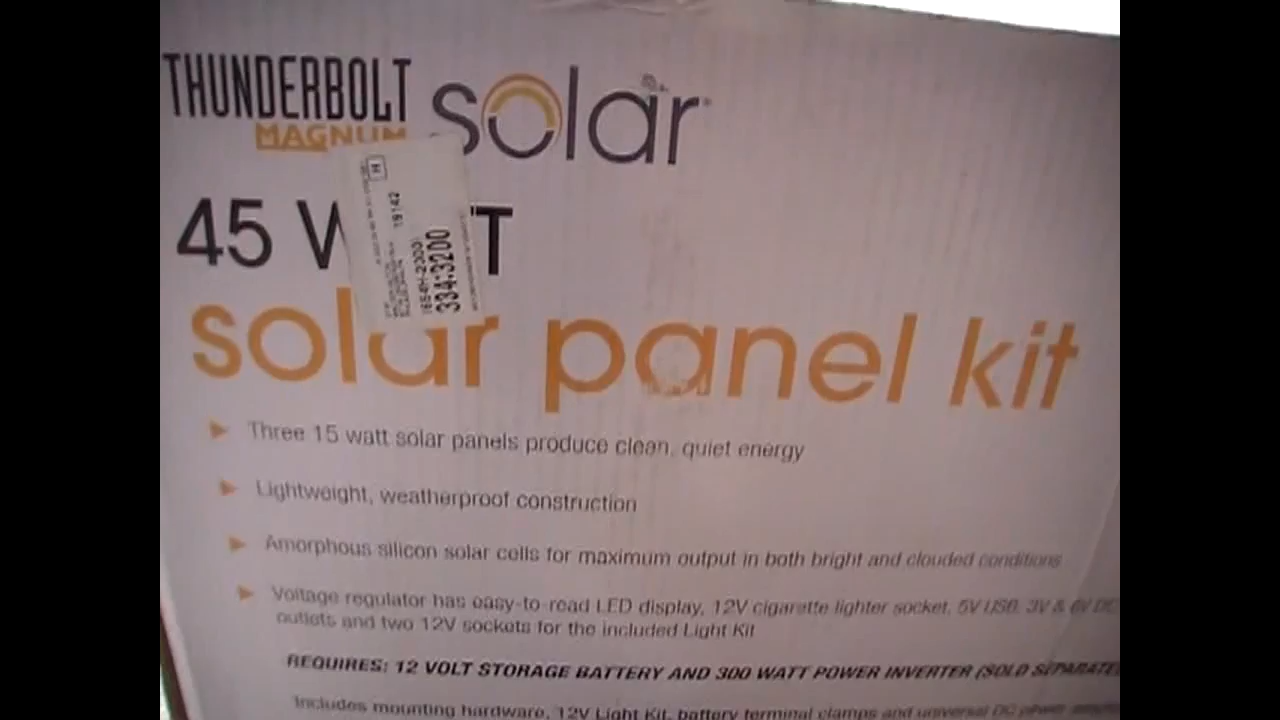 THUNDERBOLT
MAGNUM
solar
45 W T
solar panel kit
Three 15 watt solar panels produce clean, quiet energy
Lightweight, weatherproof construction
Amorphous silicon solar cells for maximum output in both bright and clouded conditions
Voltage regulator has easy-to-read LED display, 12V cigarette lighter socket, 5V USB, 3V & 6V DC
outlets and two 12V sockets for the included Light Kit
REQUIRES: 12 VOLT STORAGE BATTERY AND 300 WATT POWER INVERTER (SOLD SEPARATE
Includes mounting hardware, 12V Light Kit, battery terminal clamps and universal DC power
H
19142
334:3200